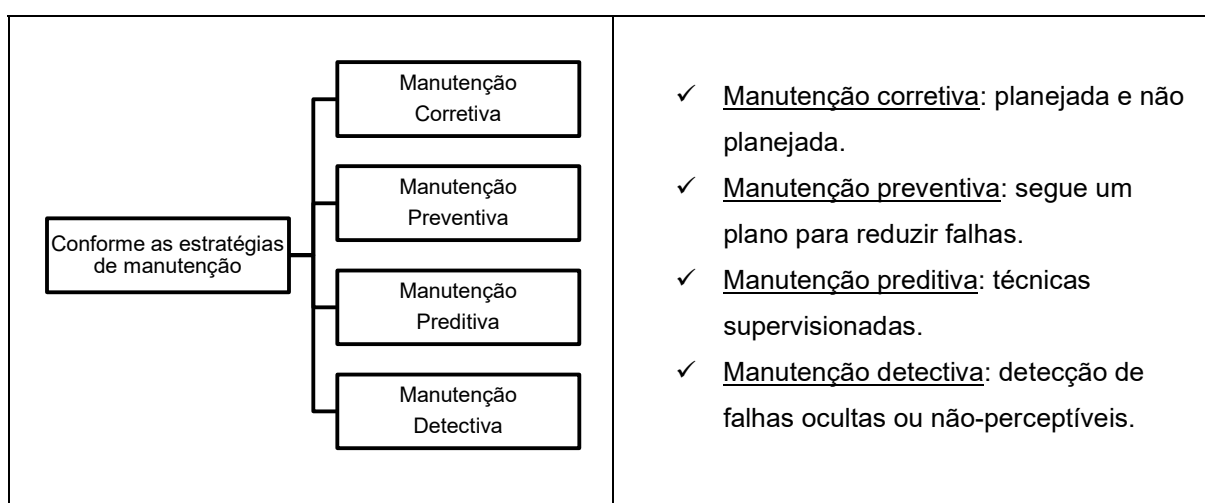 Conforme as estratégias
de manutenção
Manutenção
Corretiva
Manutenção
Preventiva
Manutenção
Preditiva
Manutenção
Detectiva
✓ Manutenção corretiva: planejada e não
planejada.
✓ Manutenção preventiva: segue um
plano para reduzir falhas.
✓ Manutenção preditiva: técnicas
supervisionadas.
✓ Manutenção detectiva: detecção de
falhas ocultas ou não-perceptíveis.